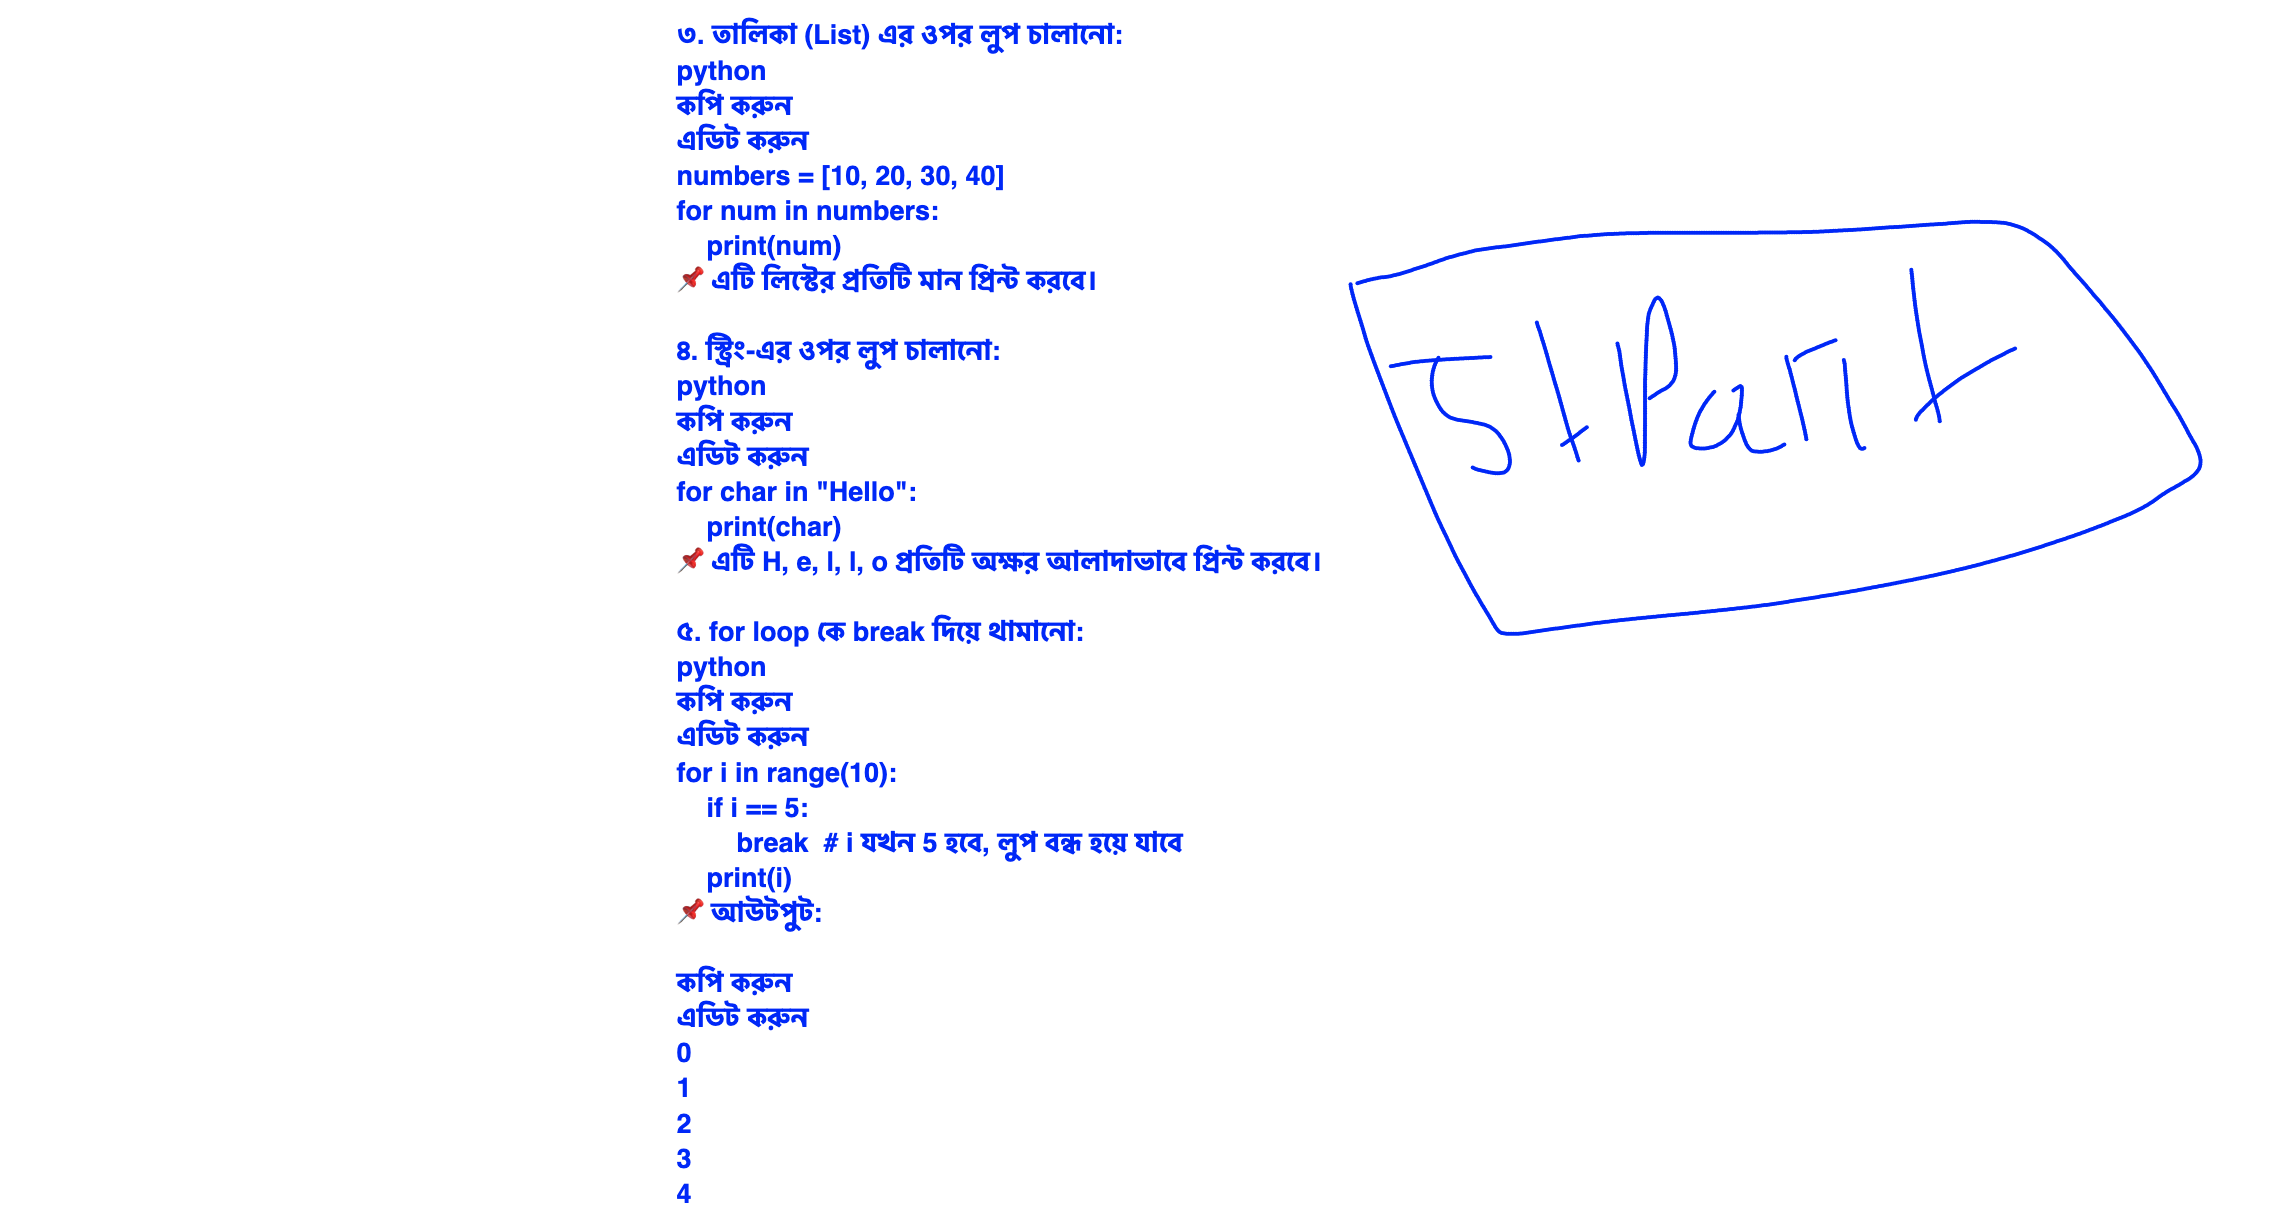 ৩. তালিকা (List) এর ওপর লুপ চালানো:
python
কপি করুন
এডিট করুন
numbers = [10, 20, 30, 40]
for num in numbers:
    print(num)
📌 এটি লিস্টের প্রতিটি মান প্রিন্ট করবে।
৪. স্ট্রিং-এর ওপর লুপ চালানো:
python
কপি করুন
এডিট করুন
for char in "Hello":
    print(char)
📌 এটি H, e, l, l, o প্রতিটি অক্ষর আলাদাভাবে প্রিন্ট করবে।
৫. for loop কে break দিয়ে থামানো:
python
কপি করুন
এডিট করুন
for i in range(10):
    if i == 5:
        break  # i যখন 5 হবে, লুপ বন্ধ হয়ে যাবে
    print(i)
📌 আউটপুট:
কপি করুন
এডিট করুন
0
1
2
3
4